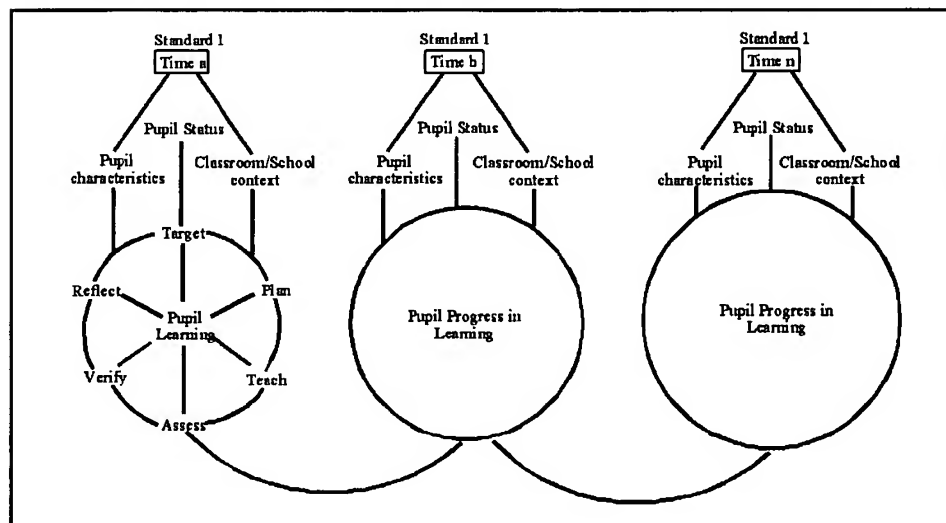 Standard 1
Time a
Pupil Status
Pupil
characteristics
Classroom/School
context
Target
Reflect
Plan
Pupil
Learning
Verify
Teach
Assess
Standard 1
Time b
Pupil Status
Pupil
characteristics
Classroom/School
context
Pupil Progress in
Learning
Standard 1
Time n
Pupil Status
Pupil
characteristics
Classroom/School
context
Pupil Progress in
Learning